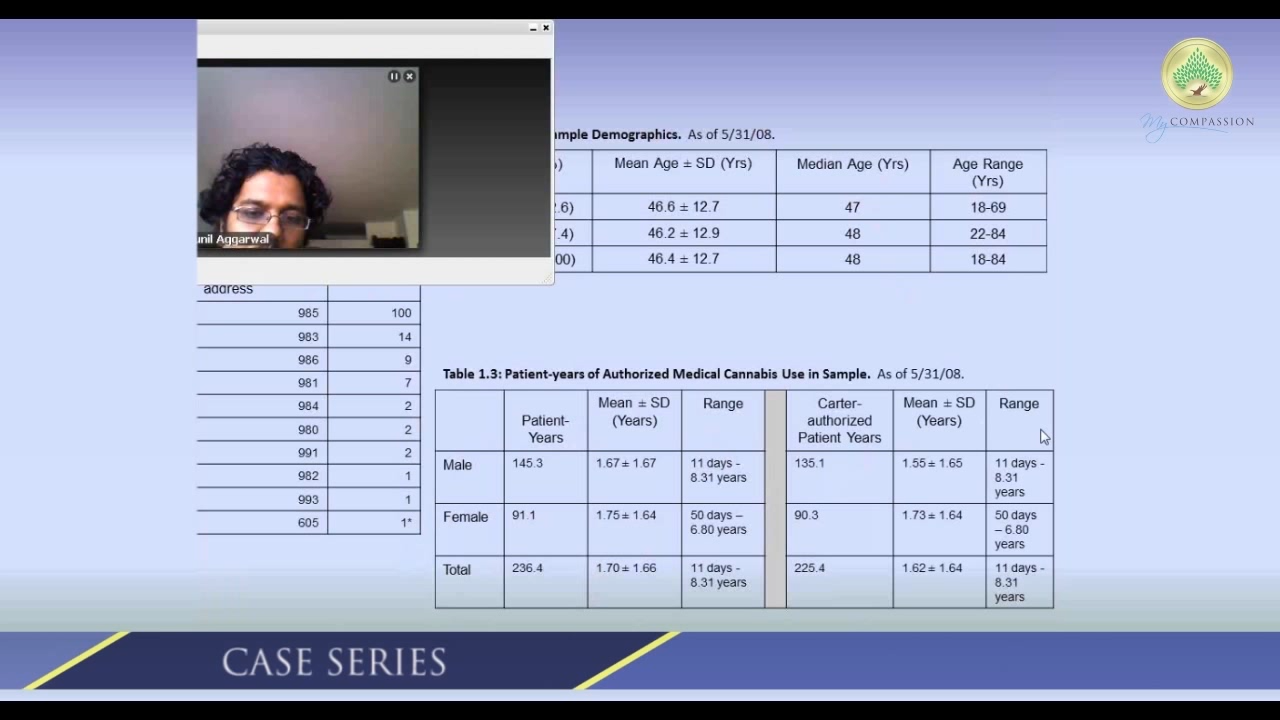 My COMPASSION
Sample Demographics. As of 5/31/08.
Mean Age ± SD (Yrs) Median Age (Yrs) Age Range (Yrs)
.6) 46.6 ± 12.7 47 18-69
.4) 46.2 ± 12.9 48 22-84
00) 46.4 ± 12.7 48 18-84
unil Aggarwal
address
985 100
983 14
986 9
981 7
984 2
980 2
991 2
982 1
993 1
605 1*
Table 1.3: Patient-years of Authorized Medical Cannabis Use in Sample. As of 5/31/08.
Patient-Years Mean ± SD (Years) Range Carter-authorized Patient Years Mean ± SD (Years) Range
Male 145.3 1.67 ± 1.67 11 days - 8.31 years 135.1 1.55 ± 1.65 11 days - 8.31 years
Female 91.1 1.75 ± 1.64 50 days – 6.80 years 90.3 1.73 ± 1.64 50 days – 6.80 years
Total 236.4 1.70 ± 1.66 11 days - 8.31 years 225.4 1.62 ± 1.64 11 days - 8.31 years
CASE SERIES